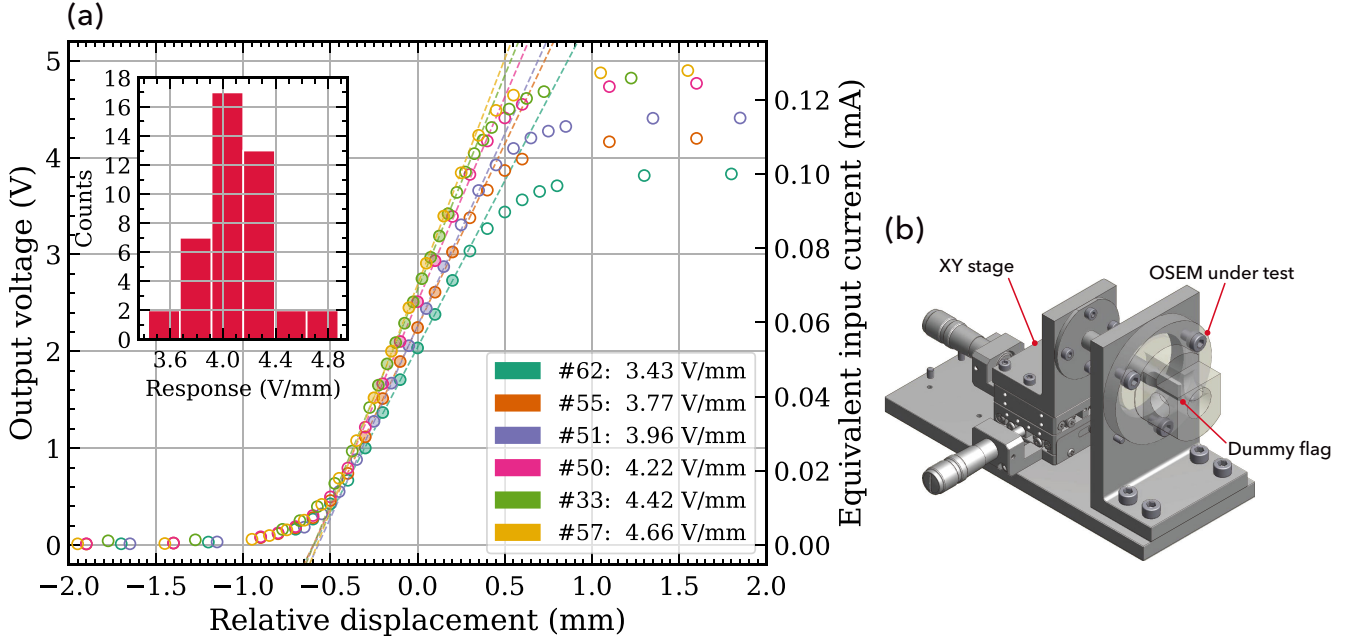 (a)
Output voltage (V)
5
4
3
2
1
0
18
16
14
12
10
8
6
4
2
0
Counts
3.6 4.0 4.4 4.8
Response (V/mm)
#62: 3.43 V/mm
#55: 3.77 V/mm
#51: 3.96 V/mm
#50: 4.22 V/mm
#33: 4.42 V/mm
#57: 4.66 V/mm
−2.0 −1.5 −1.0 −0.5 0.0 0.5 1.0 1.5 2.0
Relative displacement (mm)
0.12
0.10
0.08
0.06
0.04
0.02
0.00
Equivalent input current (mA)
(b)
XY stage
OSEM under test
Dummy flag